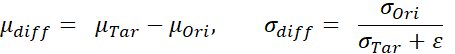 μ_diff = μ_Tar − μ_Ori,   σ_diff = σ_Ori / (σ_Tar + ε)